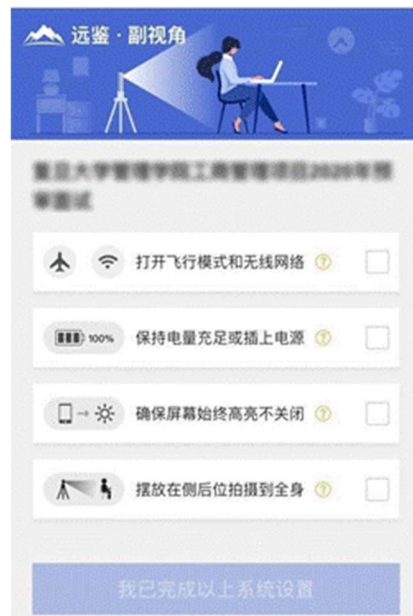 远鉴·副视角
打开飞行模式和无线网络 ?
100% 保持电量充足或插上电源 ?
确保屏幕始终高亮不关闭 ?
摆放在侧后位拍摄到全身 ?
我已完成以上系统设置